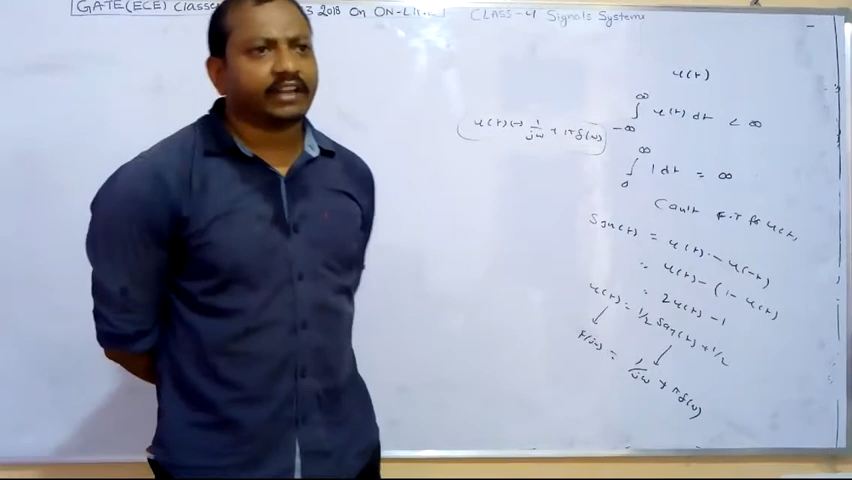 GATE(ECE) Classes 3 2018 On ON-Line
CLASS-4 Signals Systems
u(t)
∫_{-∞}^{∞} u(t) dt < ∞
u(t) ↔ 1/jω + πδ(ω)
∫_{0}^{∞} 1 dt = ∞
Can't F.T for u(t),
Sgn(t) = u(t) - u(-t)
= u(t) - (1 - u(t))
= 2u(t) - 1
u(t) = 1/2 Sgn(t) + 1/2
F(jω) = 1/jω + πδ(ω)